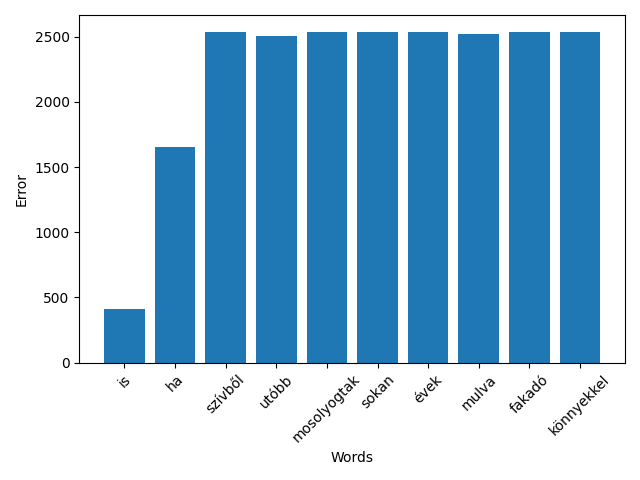 2500
2000
1500
1000
500
0
Error
is
ha
szívből
utóbb
mosolyogtak
sokan
évek
mulva
fakadó
könnyekkel
Words